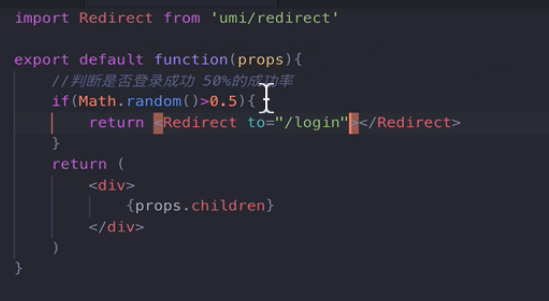 import Redirect from 'umi/redirect'
export default function(props){
//判断是否登录成功 50%的成功率
if(Math.random()>0.5){
return <Redirect to="/login"></Redirect>
}
return (
<div>
{props.children}
</div>
)
}